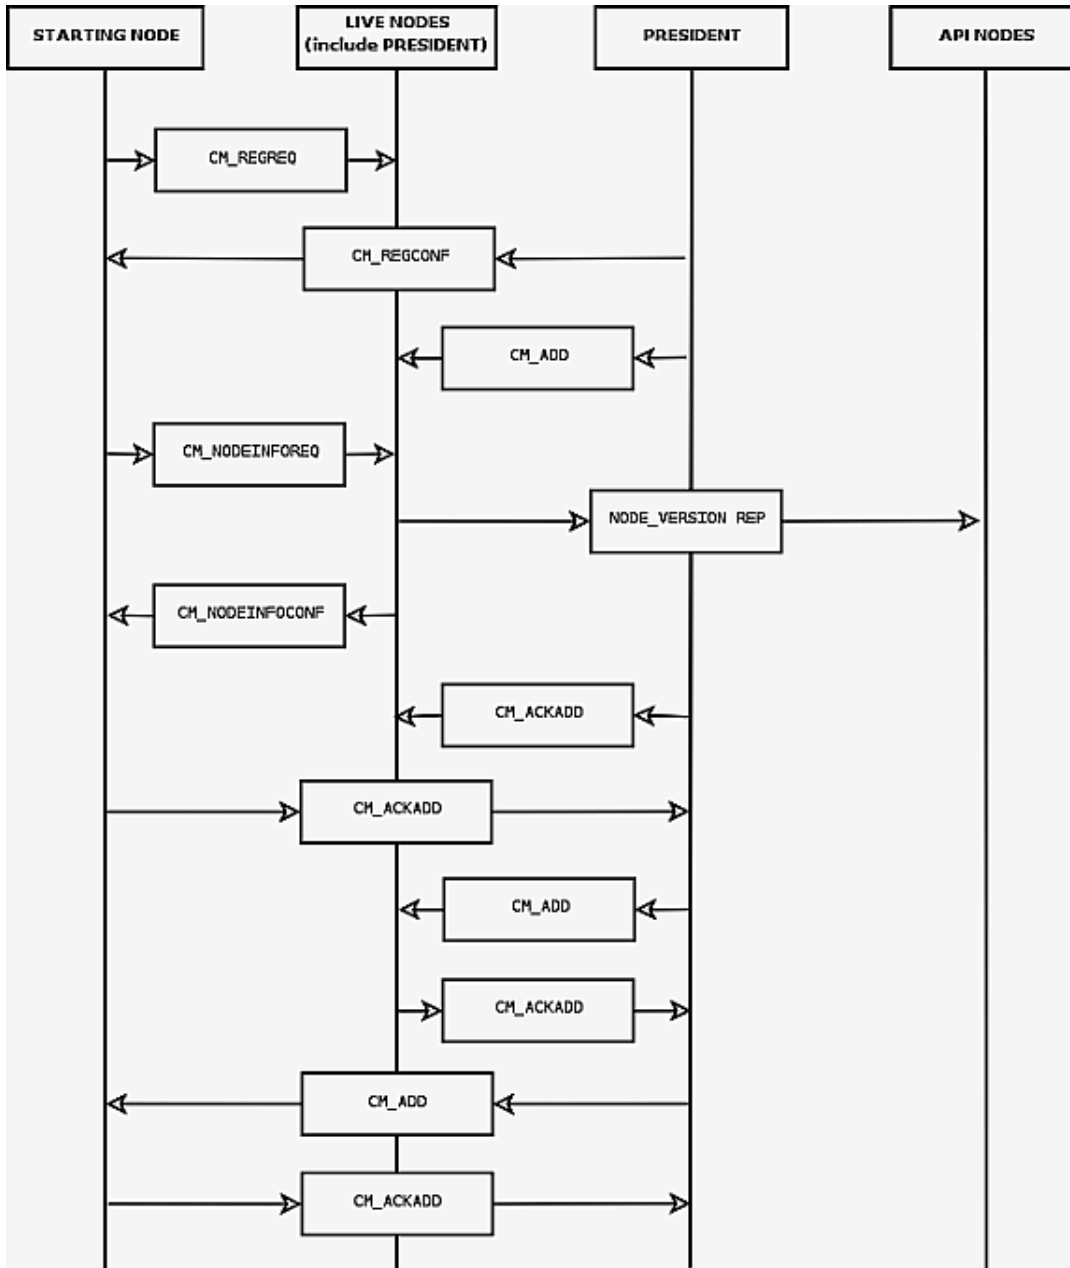 STARTING NODE
LIVE NODES
(include PRESIDENT)
PRESIDENT
API NODES
CM_REGREQ
CM_REGCONF
CM_ADD
CM_NODEINFOREQ
NODE_VERSION REP
CM_NODEINFOCONF
CM_ACKADD
CM_ACKADD
CM_ADD
CM_ACKADD
CM_ADD
CM_ACKADD